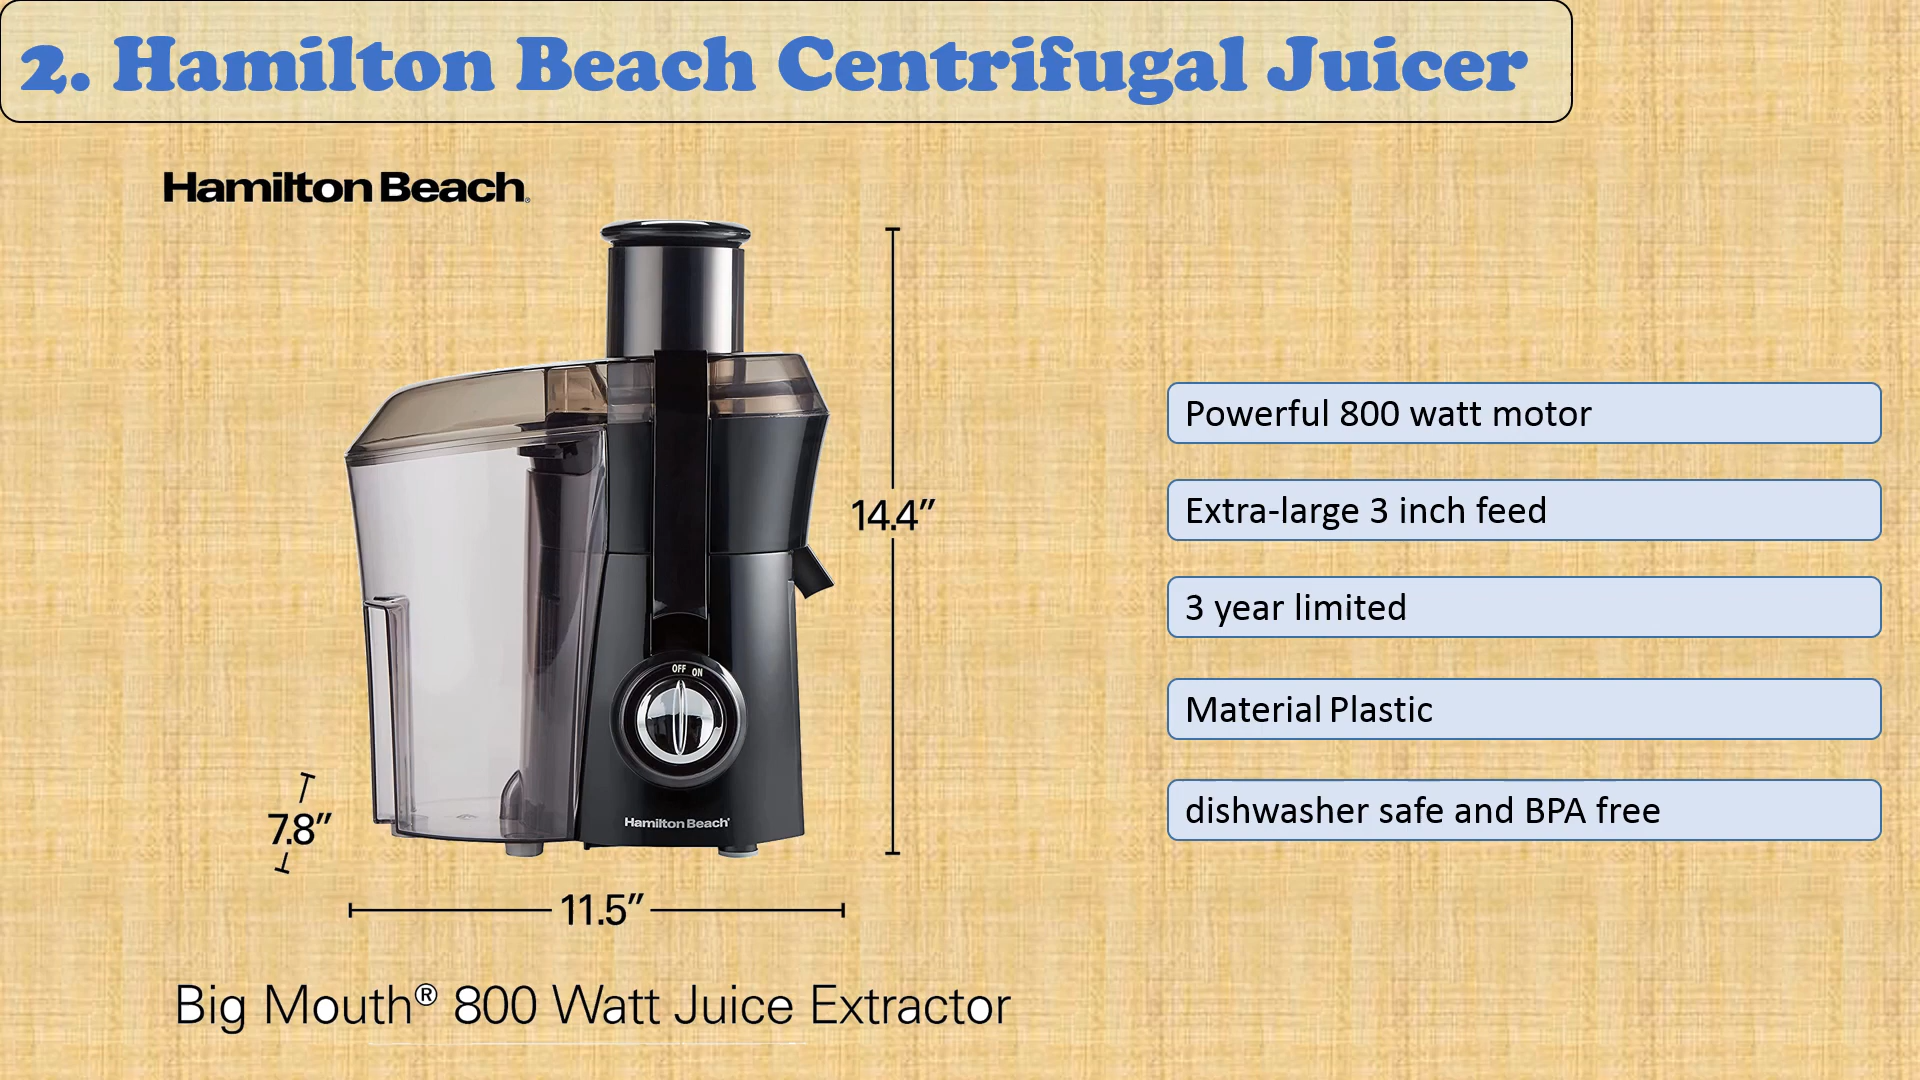 2. Hamilton Beach Centrifugal Juicer
Hamilton Beach®
14.4”
OFF ON
7.8”
Hamilton Beach®
11.5”
Big Mouth® 800 Watt Juice Extractor
Powerful 800 watt motor
Extra-large 3 inch feed
3 year limited
Material Plastic
dishwasher safe and BPA free